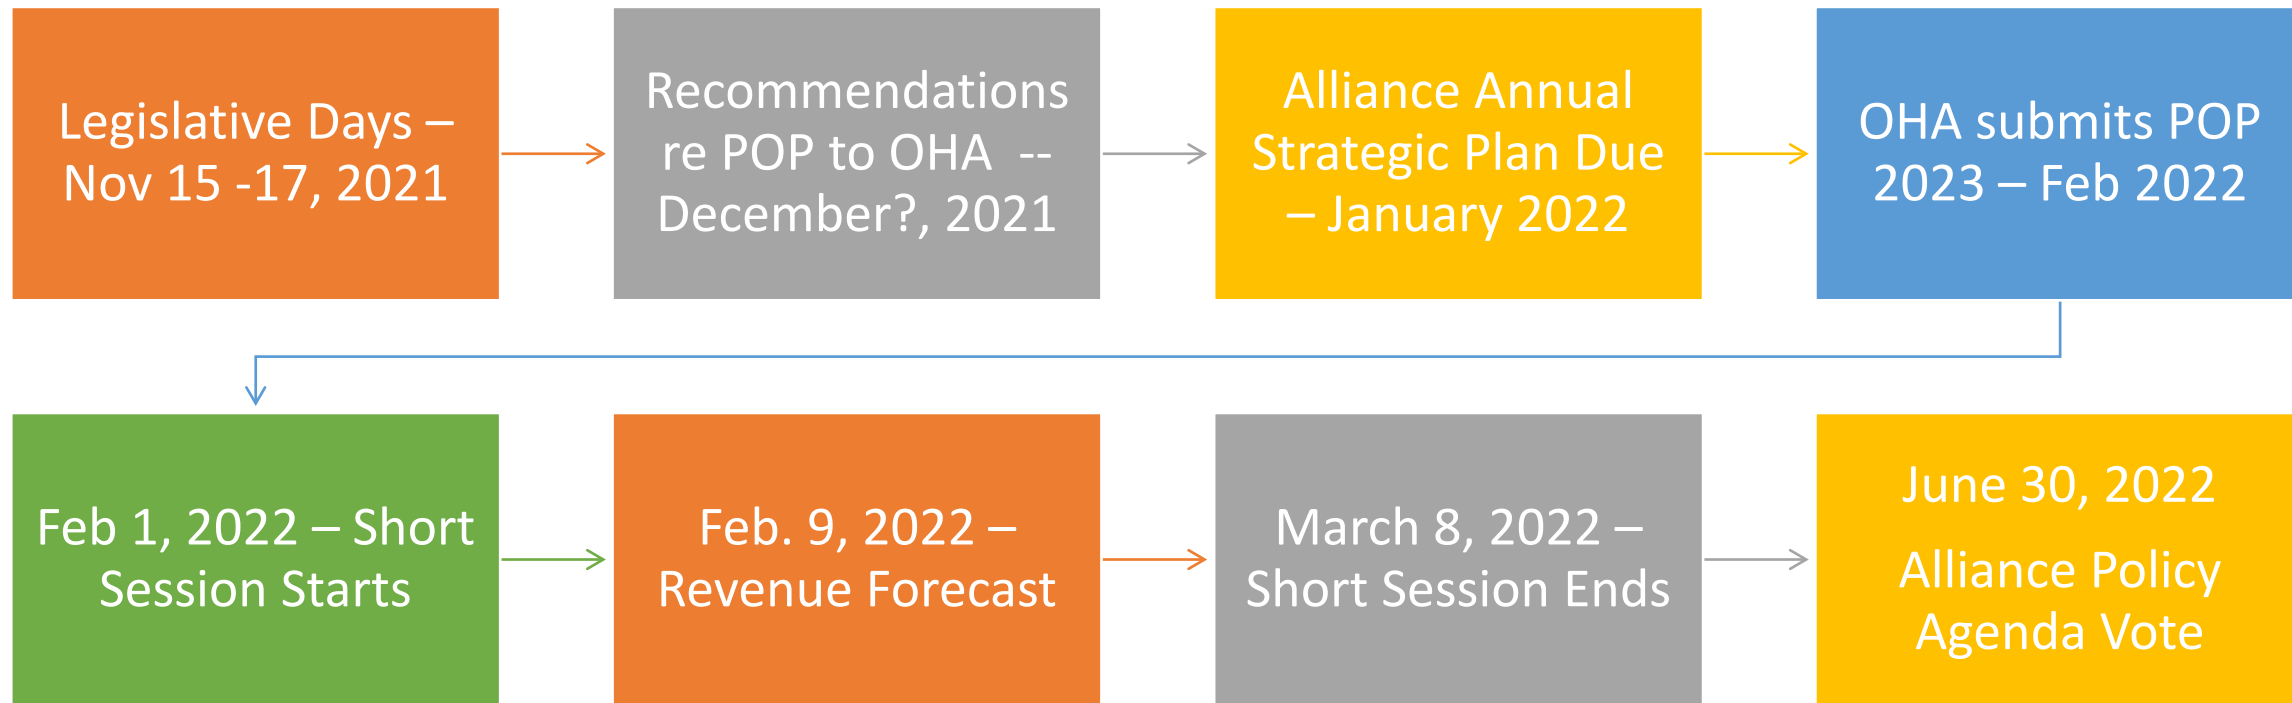 Legislative Days –
Nov 15 -17, 2021
Recommendations
re POP to OHA  --
December?, 2021
Alliance Annual
Strategic Plan Due
– January 2022
OHA submits POP
2023 – Feb 2022
Feb 1, 2022 – Short
Session Starts
Feb. 9, 2022 –
Revenue Forecast
March 8, 2022 –
Short Session Ends
June 30, 2022
Alliance Policy
Agenda Vote